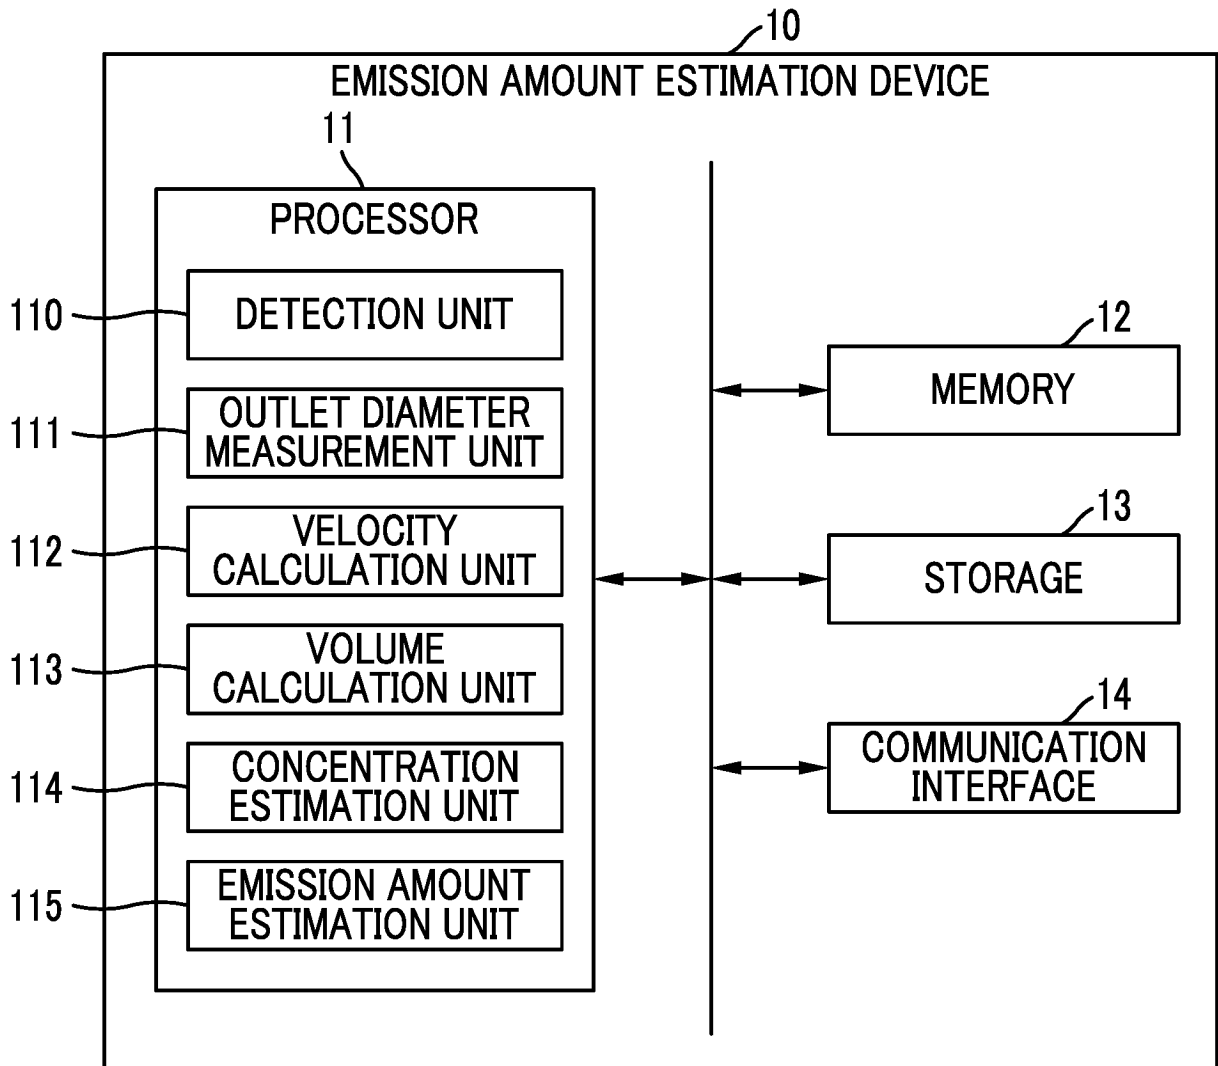 10
EMISSION AMOUNT ESTIMATION DEVICE
11
PROCESSOR
110
DETECTION UNIT
111
OUTLET DIAMETER
MEASUREMENT UNIT
112
VELOCITY
CALCULATION UNIT
113
VOLUME
CALCULATION UNIT
114
CONCENTRATION
ESTIMATION UNIT
115
EMISSION AMOUNT
ESTIMATION UNIT
12
MEMORY
13
STORAGE
14
COMMUNICATION
INTERFACE